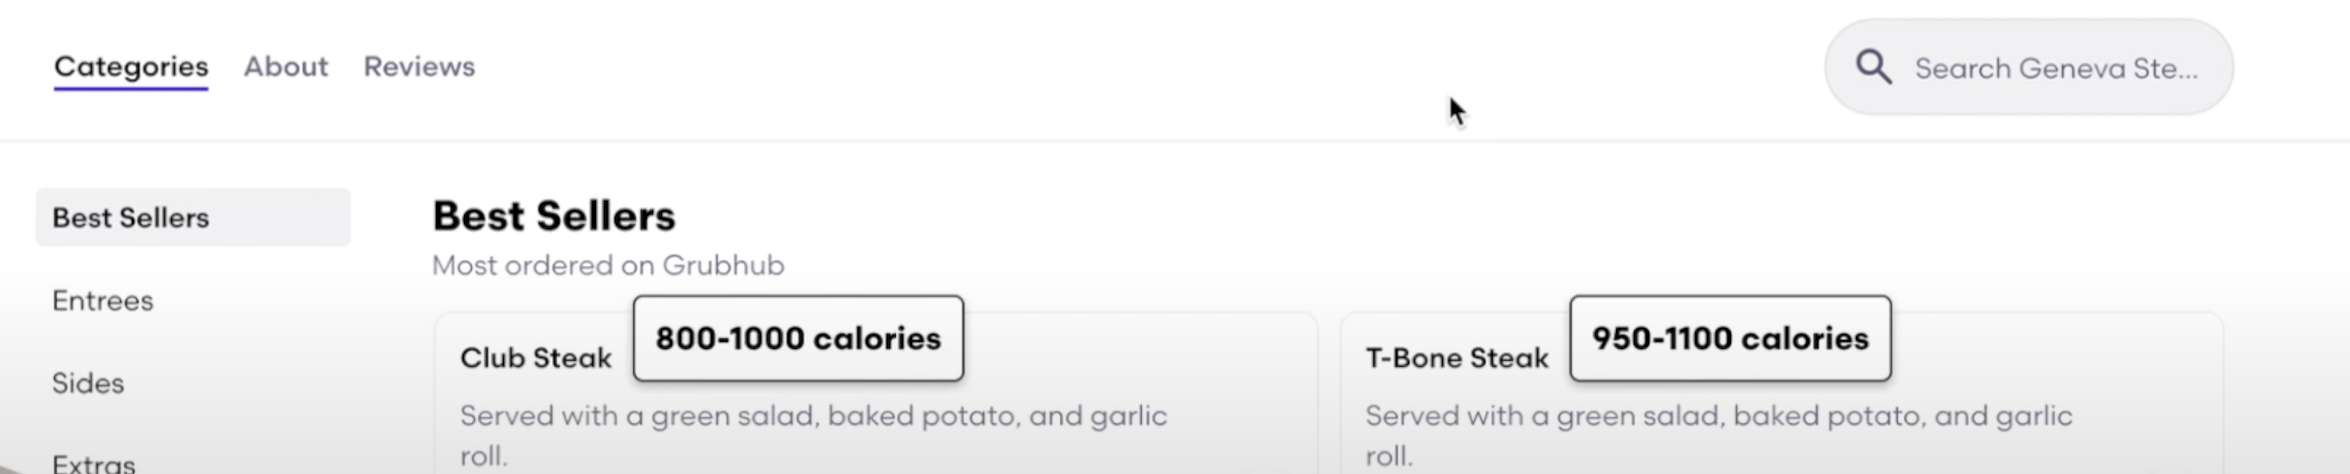 Categories About Reviews
Search Geneva Ste...
Best Sellers
Entrees
Sides
Extras
Best Sellers
Most ordered on Grubhub
Club Steak
800-1000 calories
Served with a green salad, baked potato, and garlic
roll.
T-Bone Steak
950-1100 calories
Served with a green salad, baked potato, and garlic
roll.